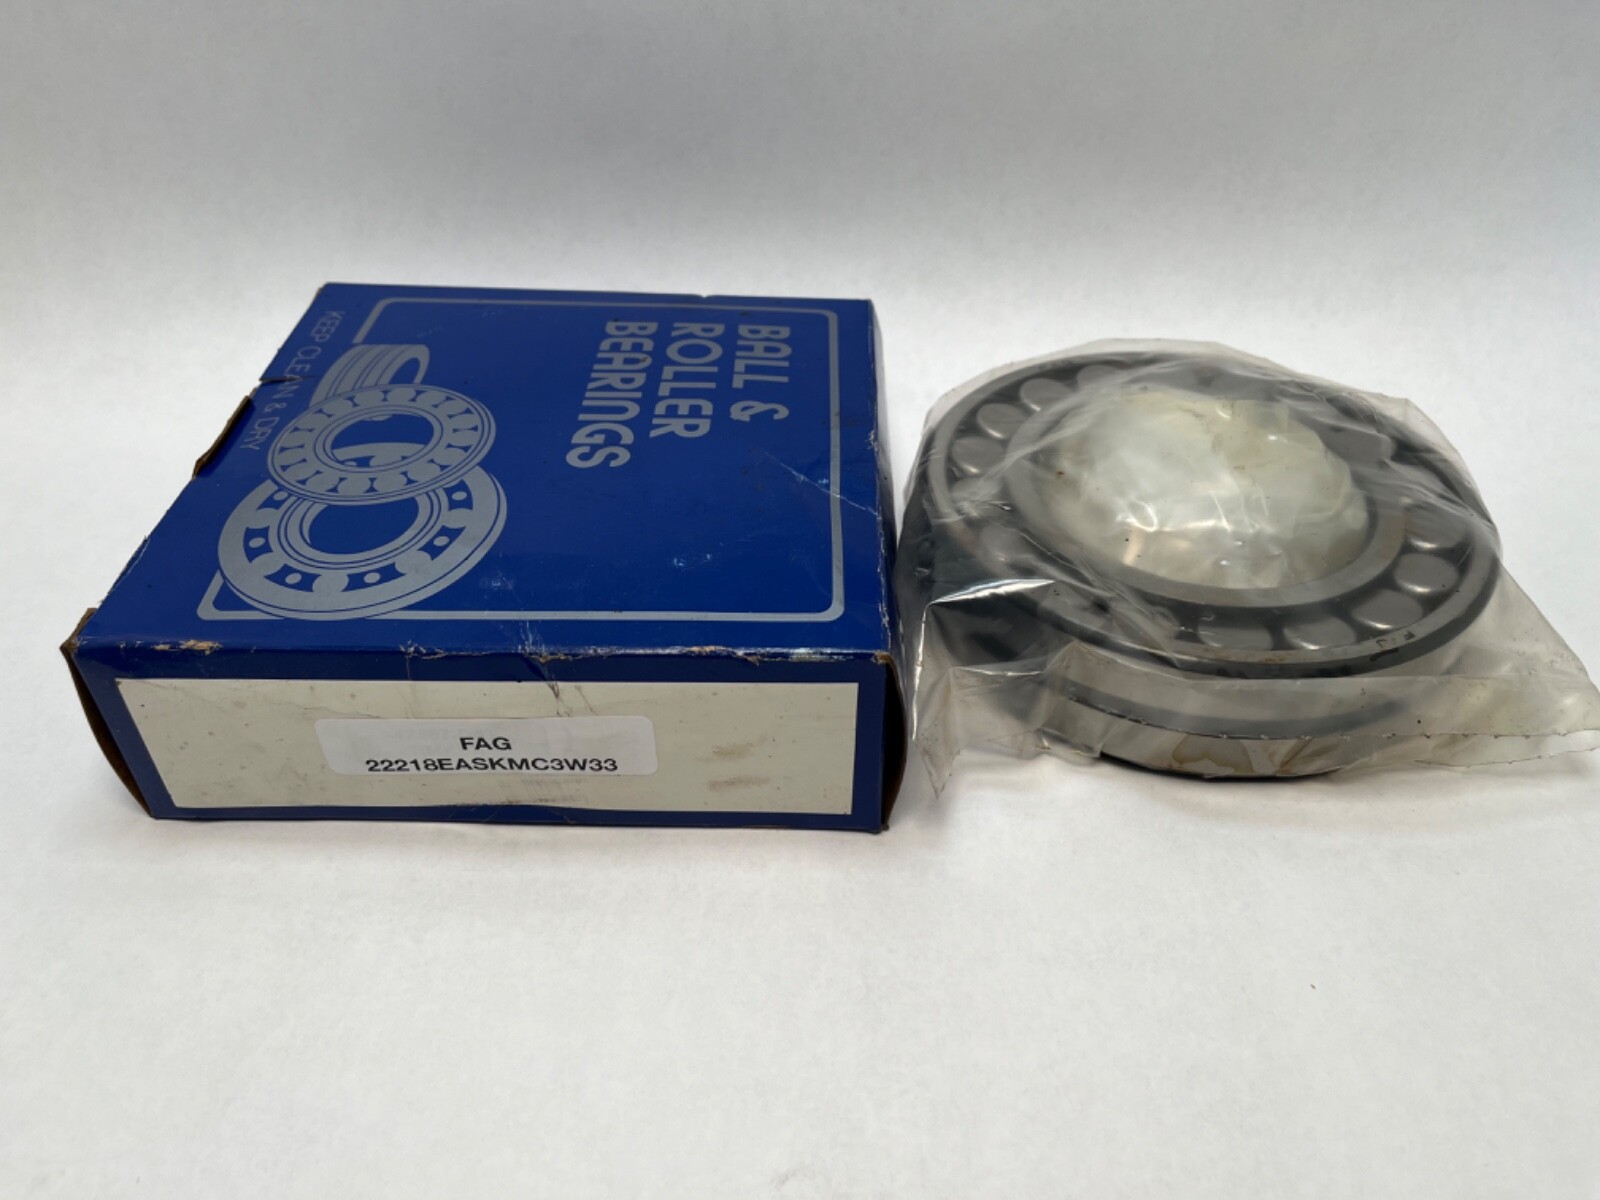 BALL &
ROLLER
BEARINGS
KEEP CLEAN & DRY
FAG
22218EASKMC3W33